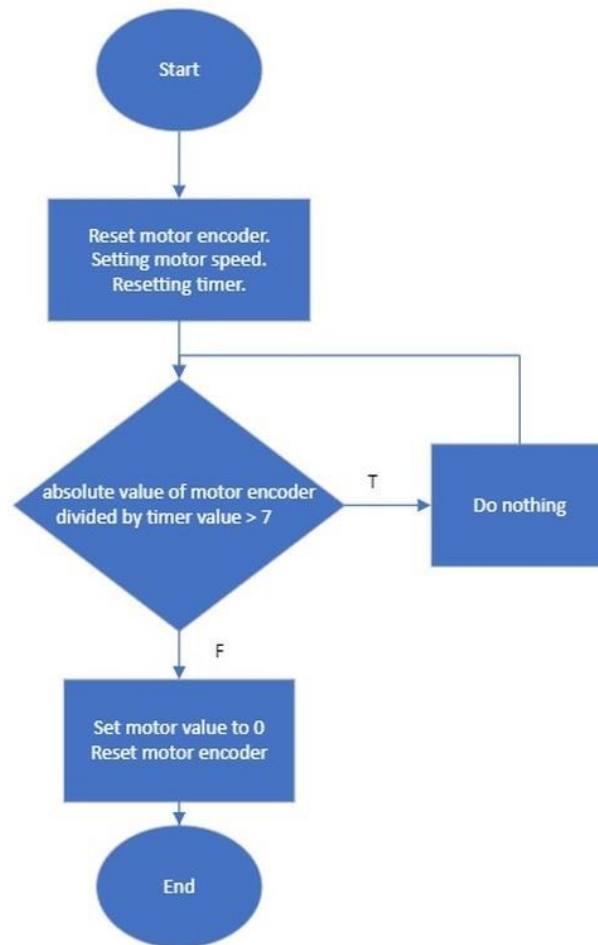 Start
Reset motor encoder.
Setting motor speed.
Resetting timer.
absolute value of motor encoder
divided by timer value > 7
T
Do nothing
F
Set motor value to 0
Reset motor encoder
End